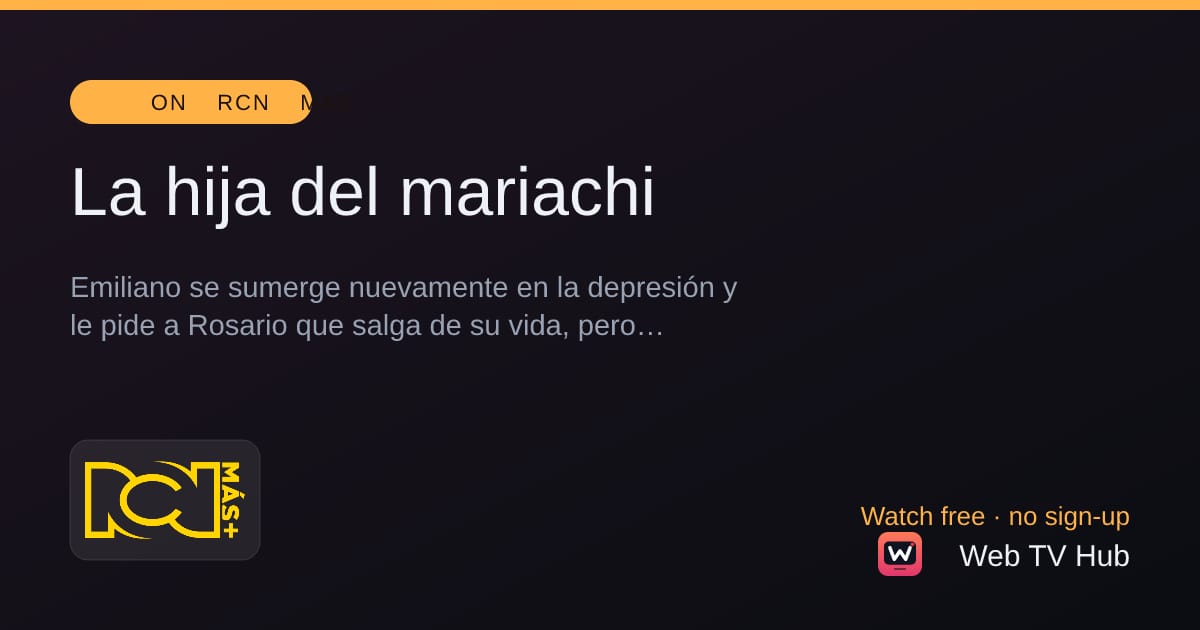 ON RCN
La hija del mariachi
Emiliano se sumerge nuevamente en la depresión y
le pide a Rosario que salga de su vida, pero…
RCN MÁS+
Watch free · no sign-up
W Web TV Hub